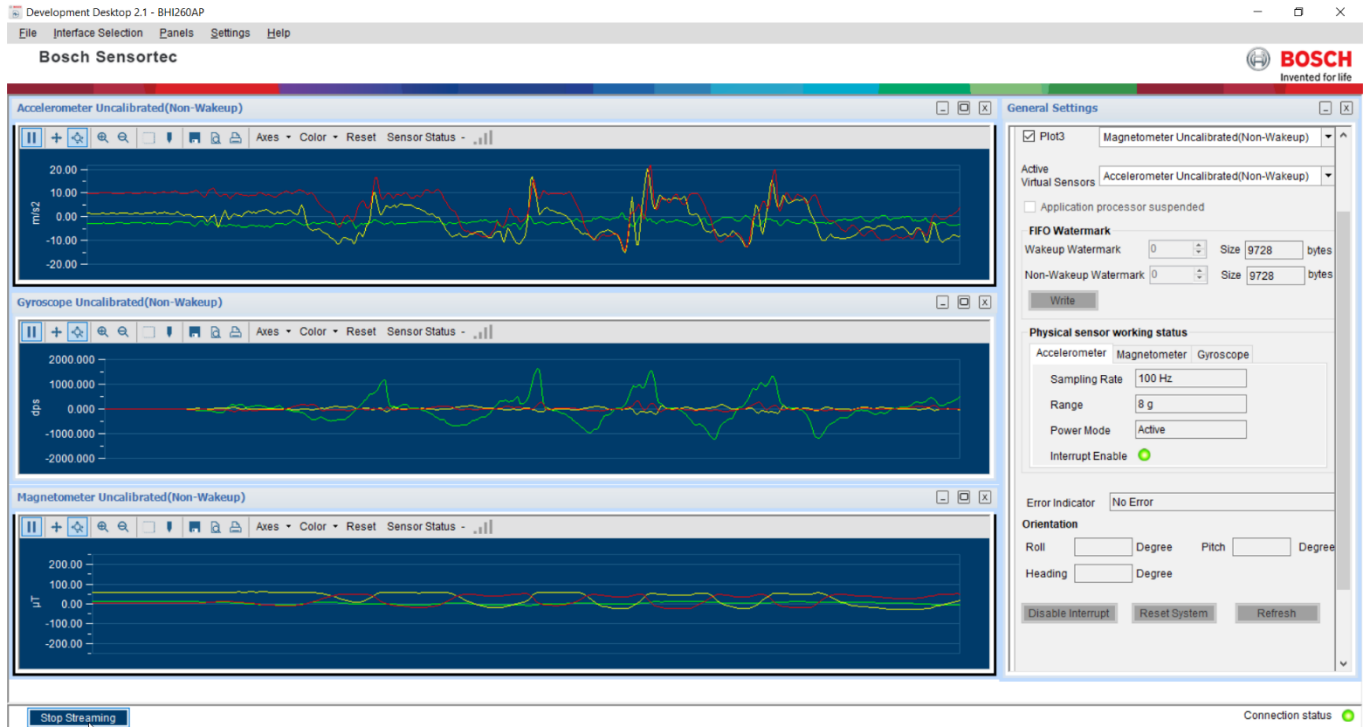 Development Desktop 2.1 - BHI260AP
File Interface Selection Panels Settings Help
Bosch Sensortec
BOSCH
Invented for life
Accelerometer Uncalibrated(Non-Wakeup)
Axes Color Reset Sensor Status -
20.00
10.00
0.00
-10.00
-20.00
m/s2
Gyroscope Uncalibrated(Non-Wakeup)
Axes Color Reset Sensor Status -
2000.000
1000.000
0.000
-1000.000
-2000.000
dps
Magnetometer Uncalibrated(Non-Wakeup)
Axes Color Reset Sensor Status -
200.00
100.00
0.00
-100.00
-200.00
µT
General Settings
Plot3 Magnetometer Uncalibrated(Non-Wakeup)
Active
Virtual Sensors Accelerometer Uncalibrated(Non-Wakeup)
Application processor suspended
FIFO Watermark
Wakeup Watermark 0 Size 9728 bytes
Non-Wakeup Watermark 0 Size 9728 bytes
Write
Physical sensor working status
Accelerometer Magnetometer Gyroscope
Sampling Rate 100 Hz
Range 8 g
Power Mode Active
Interrupt Enable
Error Indicator No Error
Orientation
Roll Degree Pitch Degree
Heading Degree
Disable Interrupt Reset System Refresh
Stop Streaming
Connection status